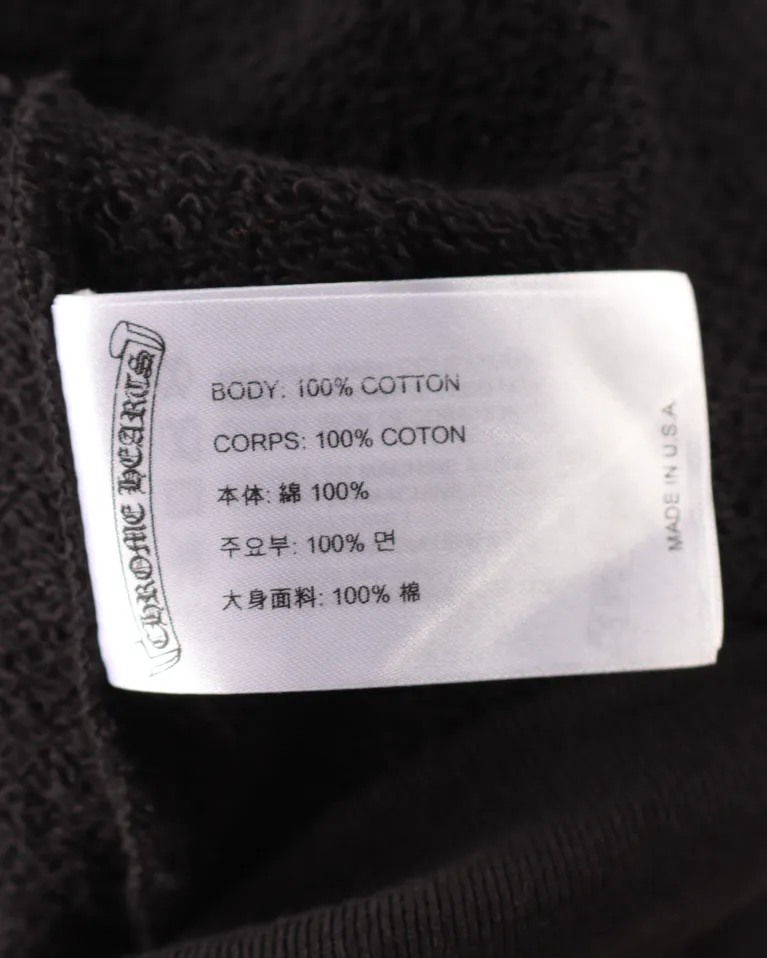 CHROME HEARTS
BODY: 100% COTTON
CORPS: 100% COTON
本体: 綿 100%
주요부: 100% 면
大身面料: 100% 棉
MADE IN U.S.A